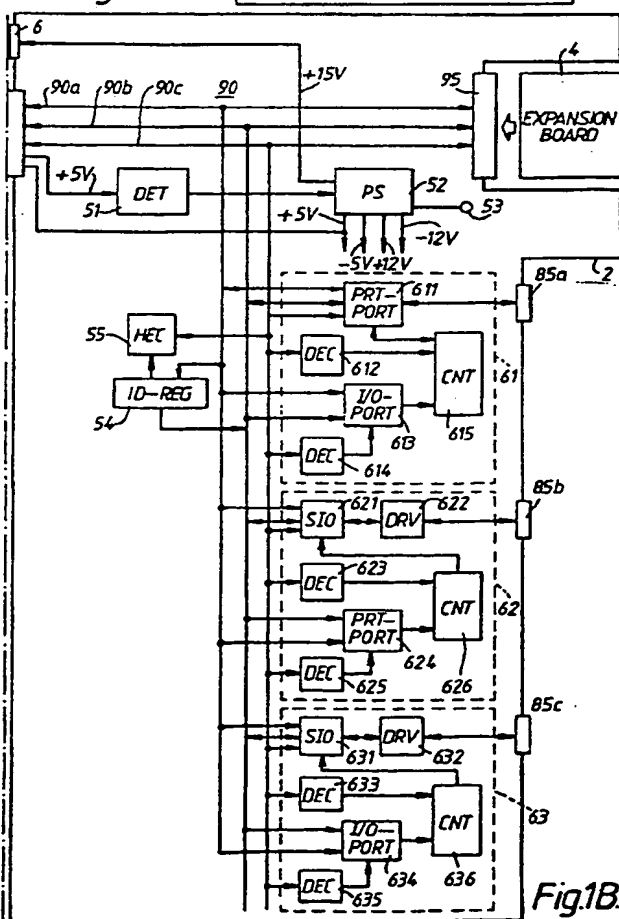 6
+15V
4
95
90a
90b
90
90c
EXPANSION
BOARD
+5V
DET
51
PS
52
53
+5V
-5V
+12V
-12V
2
PRT-
PORT
611
85a
55
HEC
DEC
612
CNT
61
ID-REG
54
I/O-
PORT
613
615
DEC
614
621
622
85b
SIO
DRV
DEC
623
62
CNT
PRT-
PORT
624
626
DEC
625
85c
SIO
631
DRV
632
DEC
633
63
CNT
I/O-
PORT
634
636
DEC
635
Fig.1B.